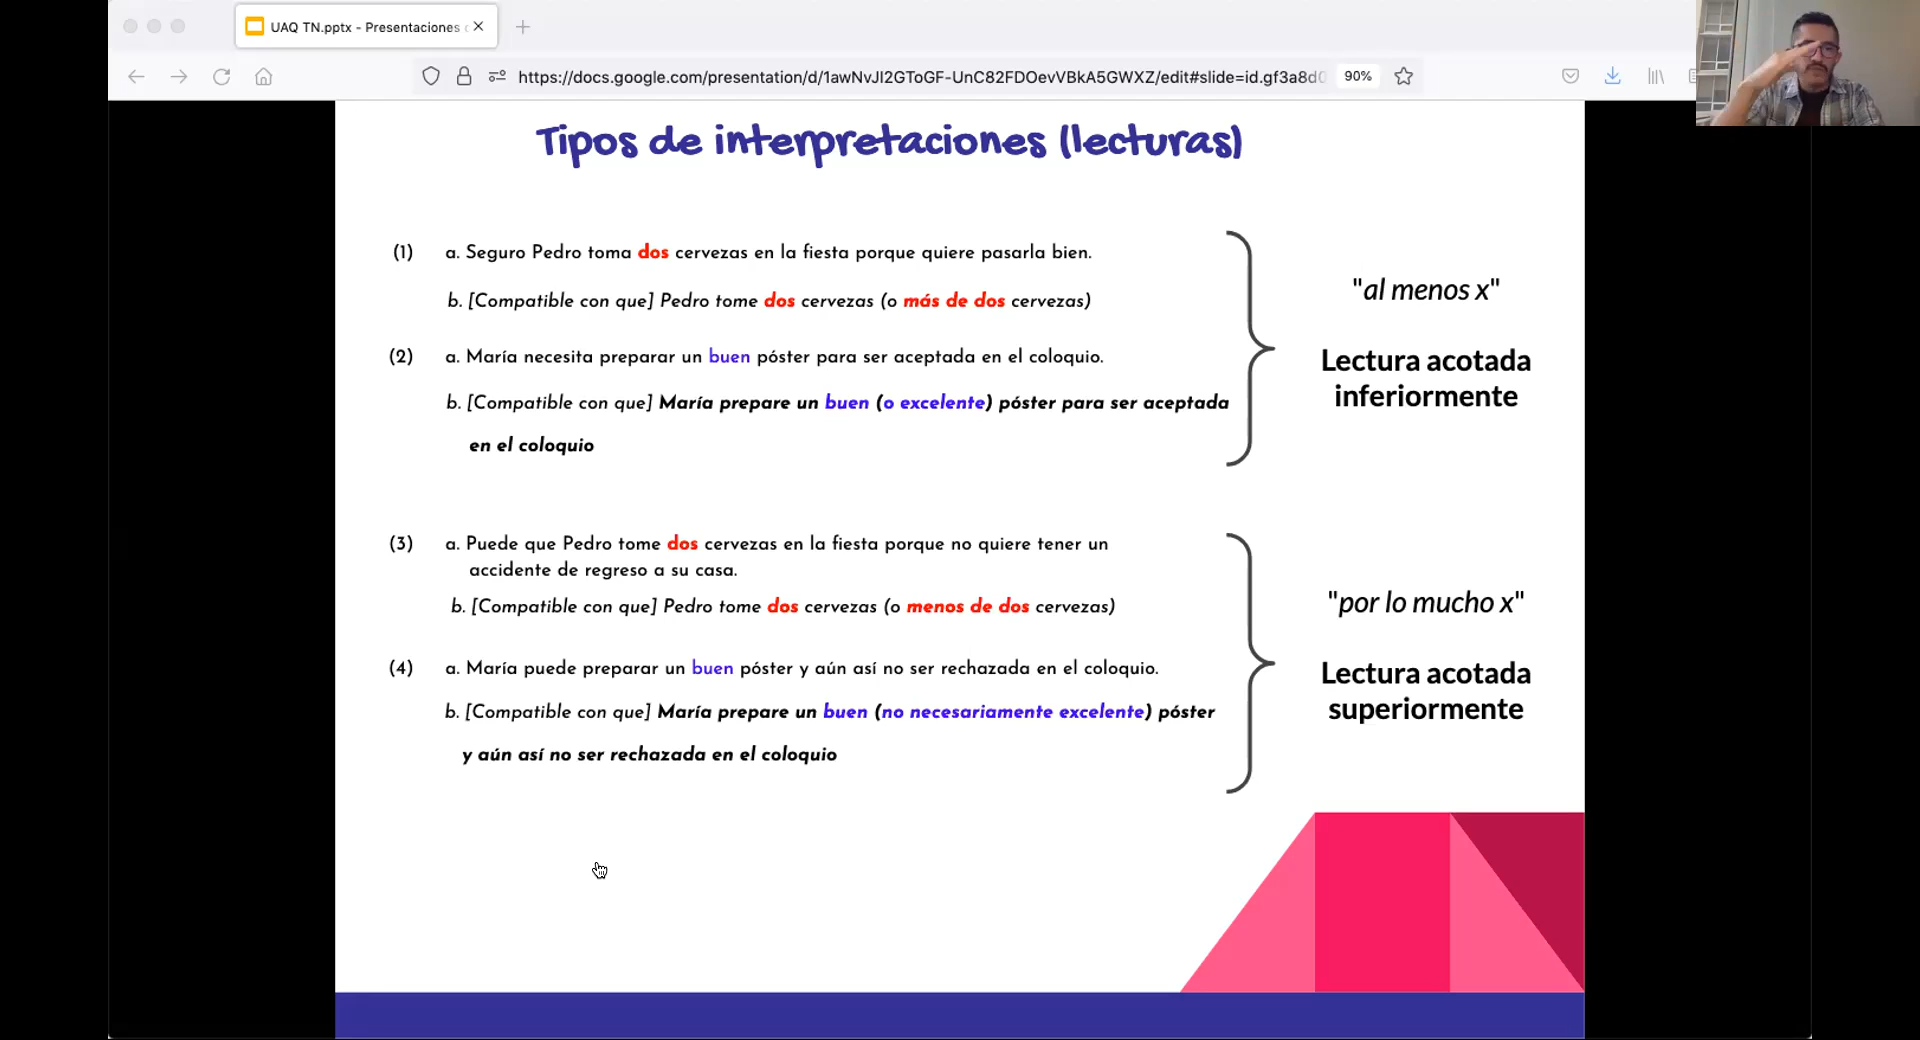 UAQ TN.pptx - Presentaciones
https://docs.google.com/presentation/d/1awNvJI2GToGF-UnC82FDOevVBkA5GWXZ/edit#slide=id.gf3a8d0
90%
Tipos de interpretaciones (lecturas)
(1) a. Seguro Pedro toma dos cervezas en la fiesta porque quiere pasarla bien.
b. [Compatible con que] Pedro tome dos cervezas (o más de dos cervezas)
(2) a. María necesita preparar un buen póster para ser aceptada en el coloquio.
b. [Compatible con que] María prepare un buen (o excelente) póster para ser aceptada
en el coloquio
"al menos x"
Lectura acotada
inferiormente
(3) a. Puede que Pedro tome dos cervezas en la fiesta porque no quiere tener un
accidente de regreso a su casa.
b. [Compatible con que] Pedro tome dos cervezas (o menos de dos cervezas)
(4) a. María puede preparar un buen póster y aún así no ser rechazada en el coloquio.
b. [Compatible con que] María prepare un buen (no necesariamente excelente) póster
y aún así no ser rechazada en el coloquio
"por lo mucho x"
Lectura acotada
superiormente